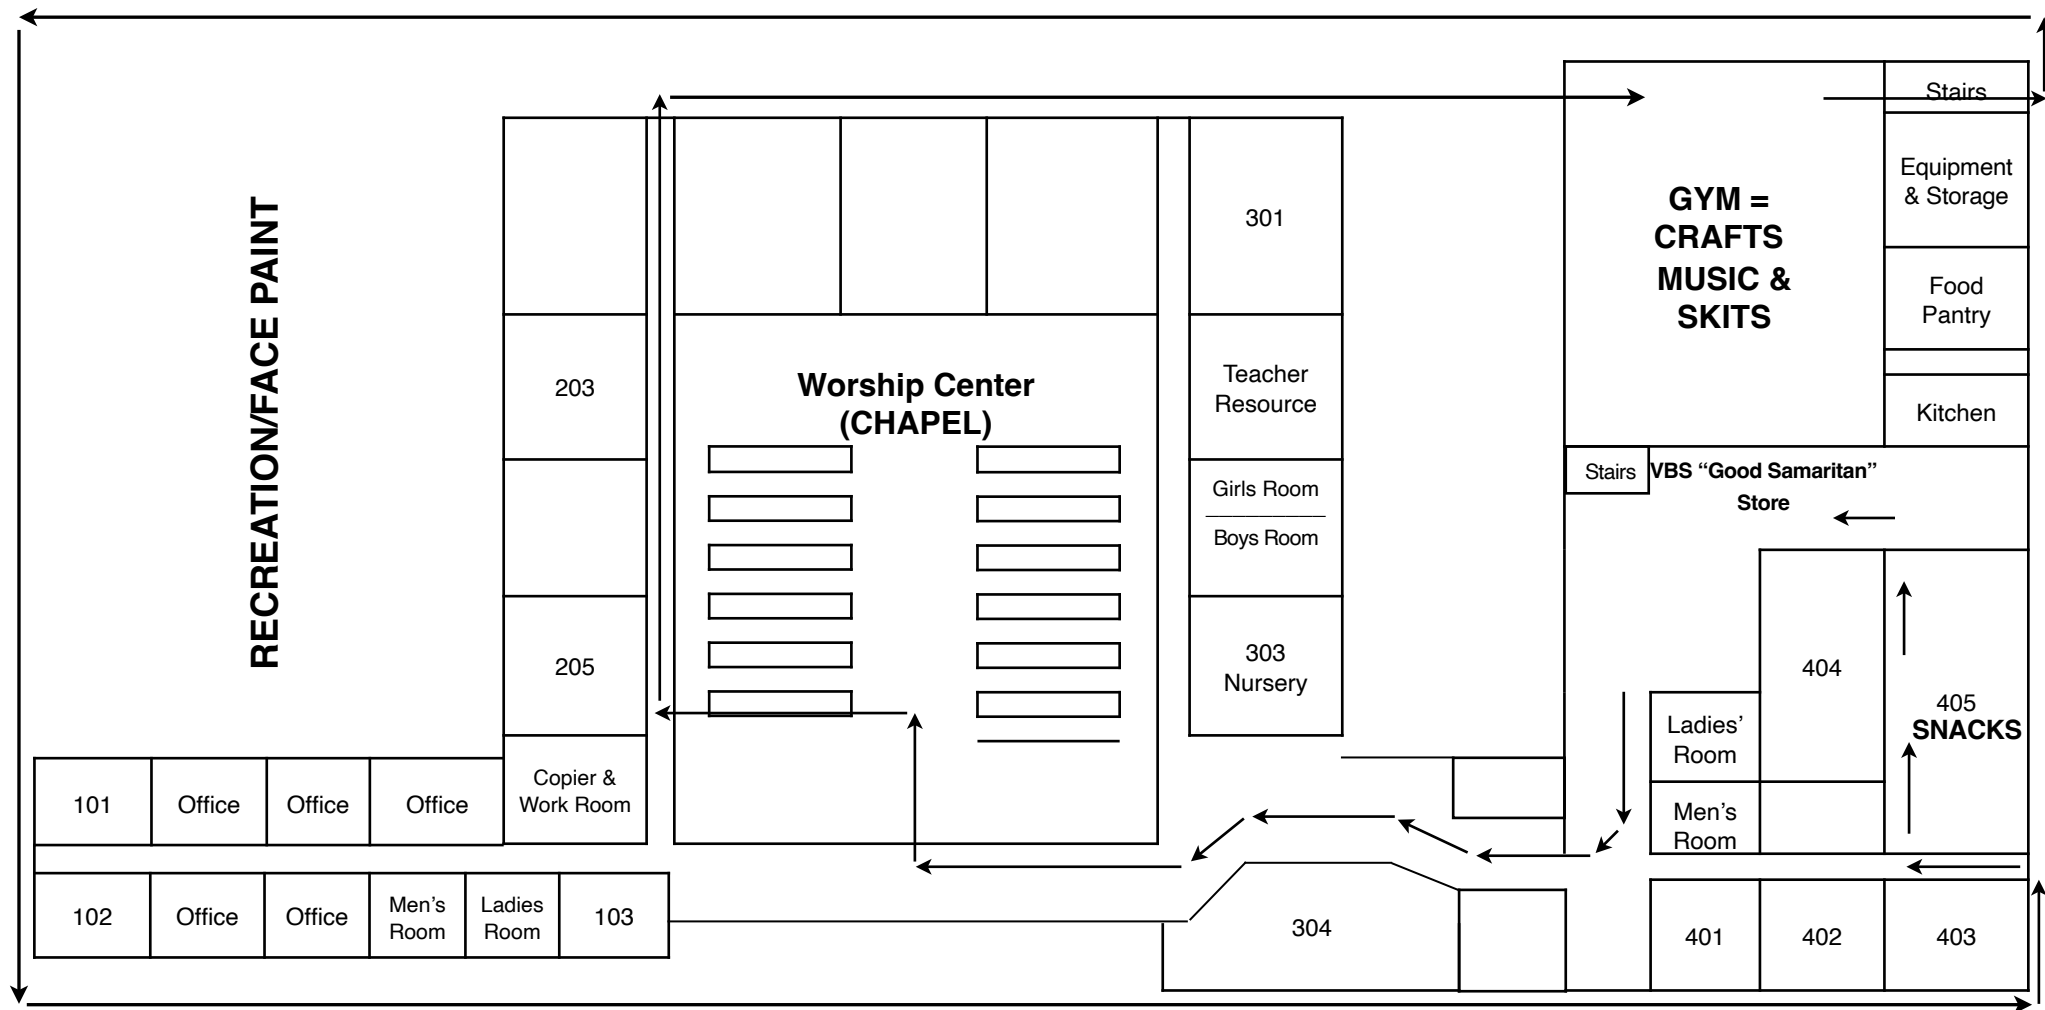 RECREATION/FACE PAINT
203
205
Copier &
Work Room
101
Office
Office
Office
102
Office
Office
Men's
Room
Ladies
Room
103
Worship Center
(CHAPEL)
301
Teacher
Resource
Girls Room
Boys Room
303
Nursery
304
GYM =
CRAFTS
MUSIC &
SKITS
Stairs
Equipment
& Storage
Food
Pantry
Kitchen
Stairs
VBS “Good Samaritan”
Store
404
405
SNACKS
Ladies’
Room
Men’s
Room
401
402
403